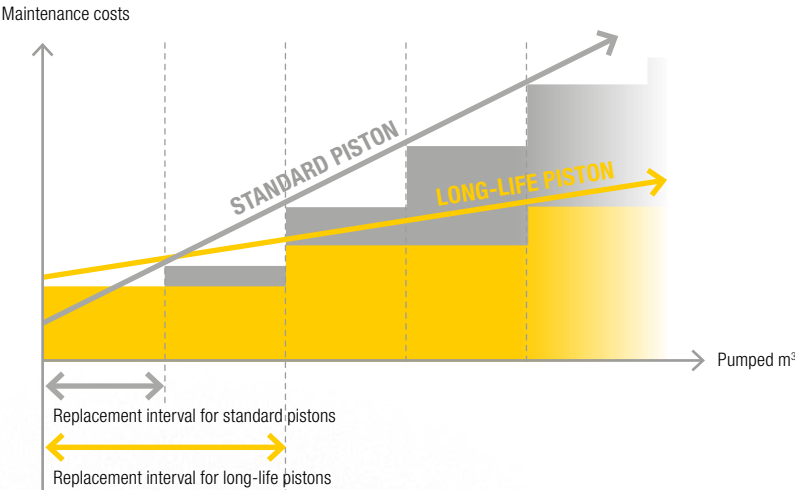 Maintenance costs
STANDARD PISTON
LONG-LIFE PISTON
Pumped m³
Replacement interval for standard pistons
Replacement interval for long-life pistons